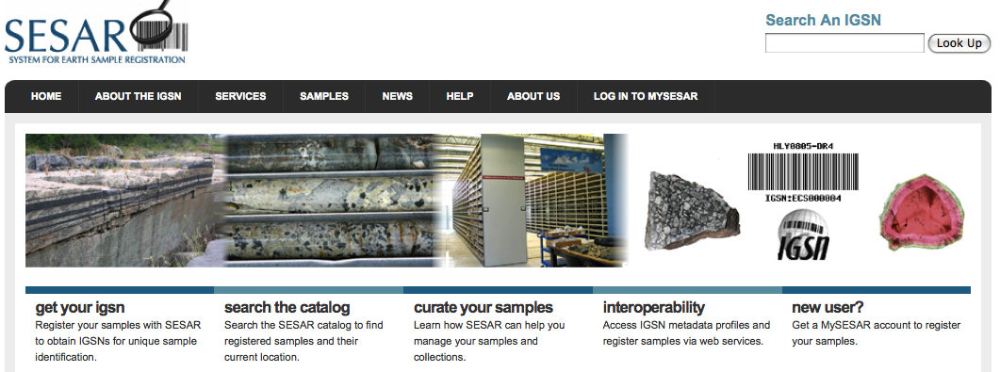 SESAR
SYSTEM FOR EARTH SAMPLE REGISTRATION
Search An IGSN
Look Up
HOME
ABOUT THE IGSN
SERVICES
SAMPLES
NEWS
HELP
ABOUT US
LOG IN TO MYSESAR
HLY0805-DR4
IGSN:ECS000004
IGSN
get your igsn
Register your samples with SESAR
to obtain IGSNs for unique sample
identification.
search the catalog
Search the SESAR catalog to find
registered samples and their
current location.
curate your samples
Learn how SESAR can help you
manage your samples and
collections.
interoperability
Access IGSN metadata profiles and
register samples via web services.
new user?
Get a MySESAR account to register
your samples.